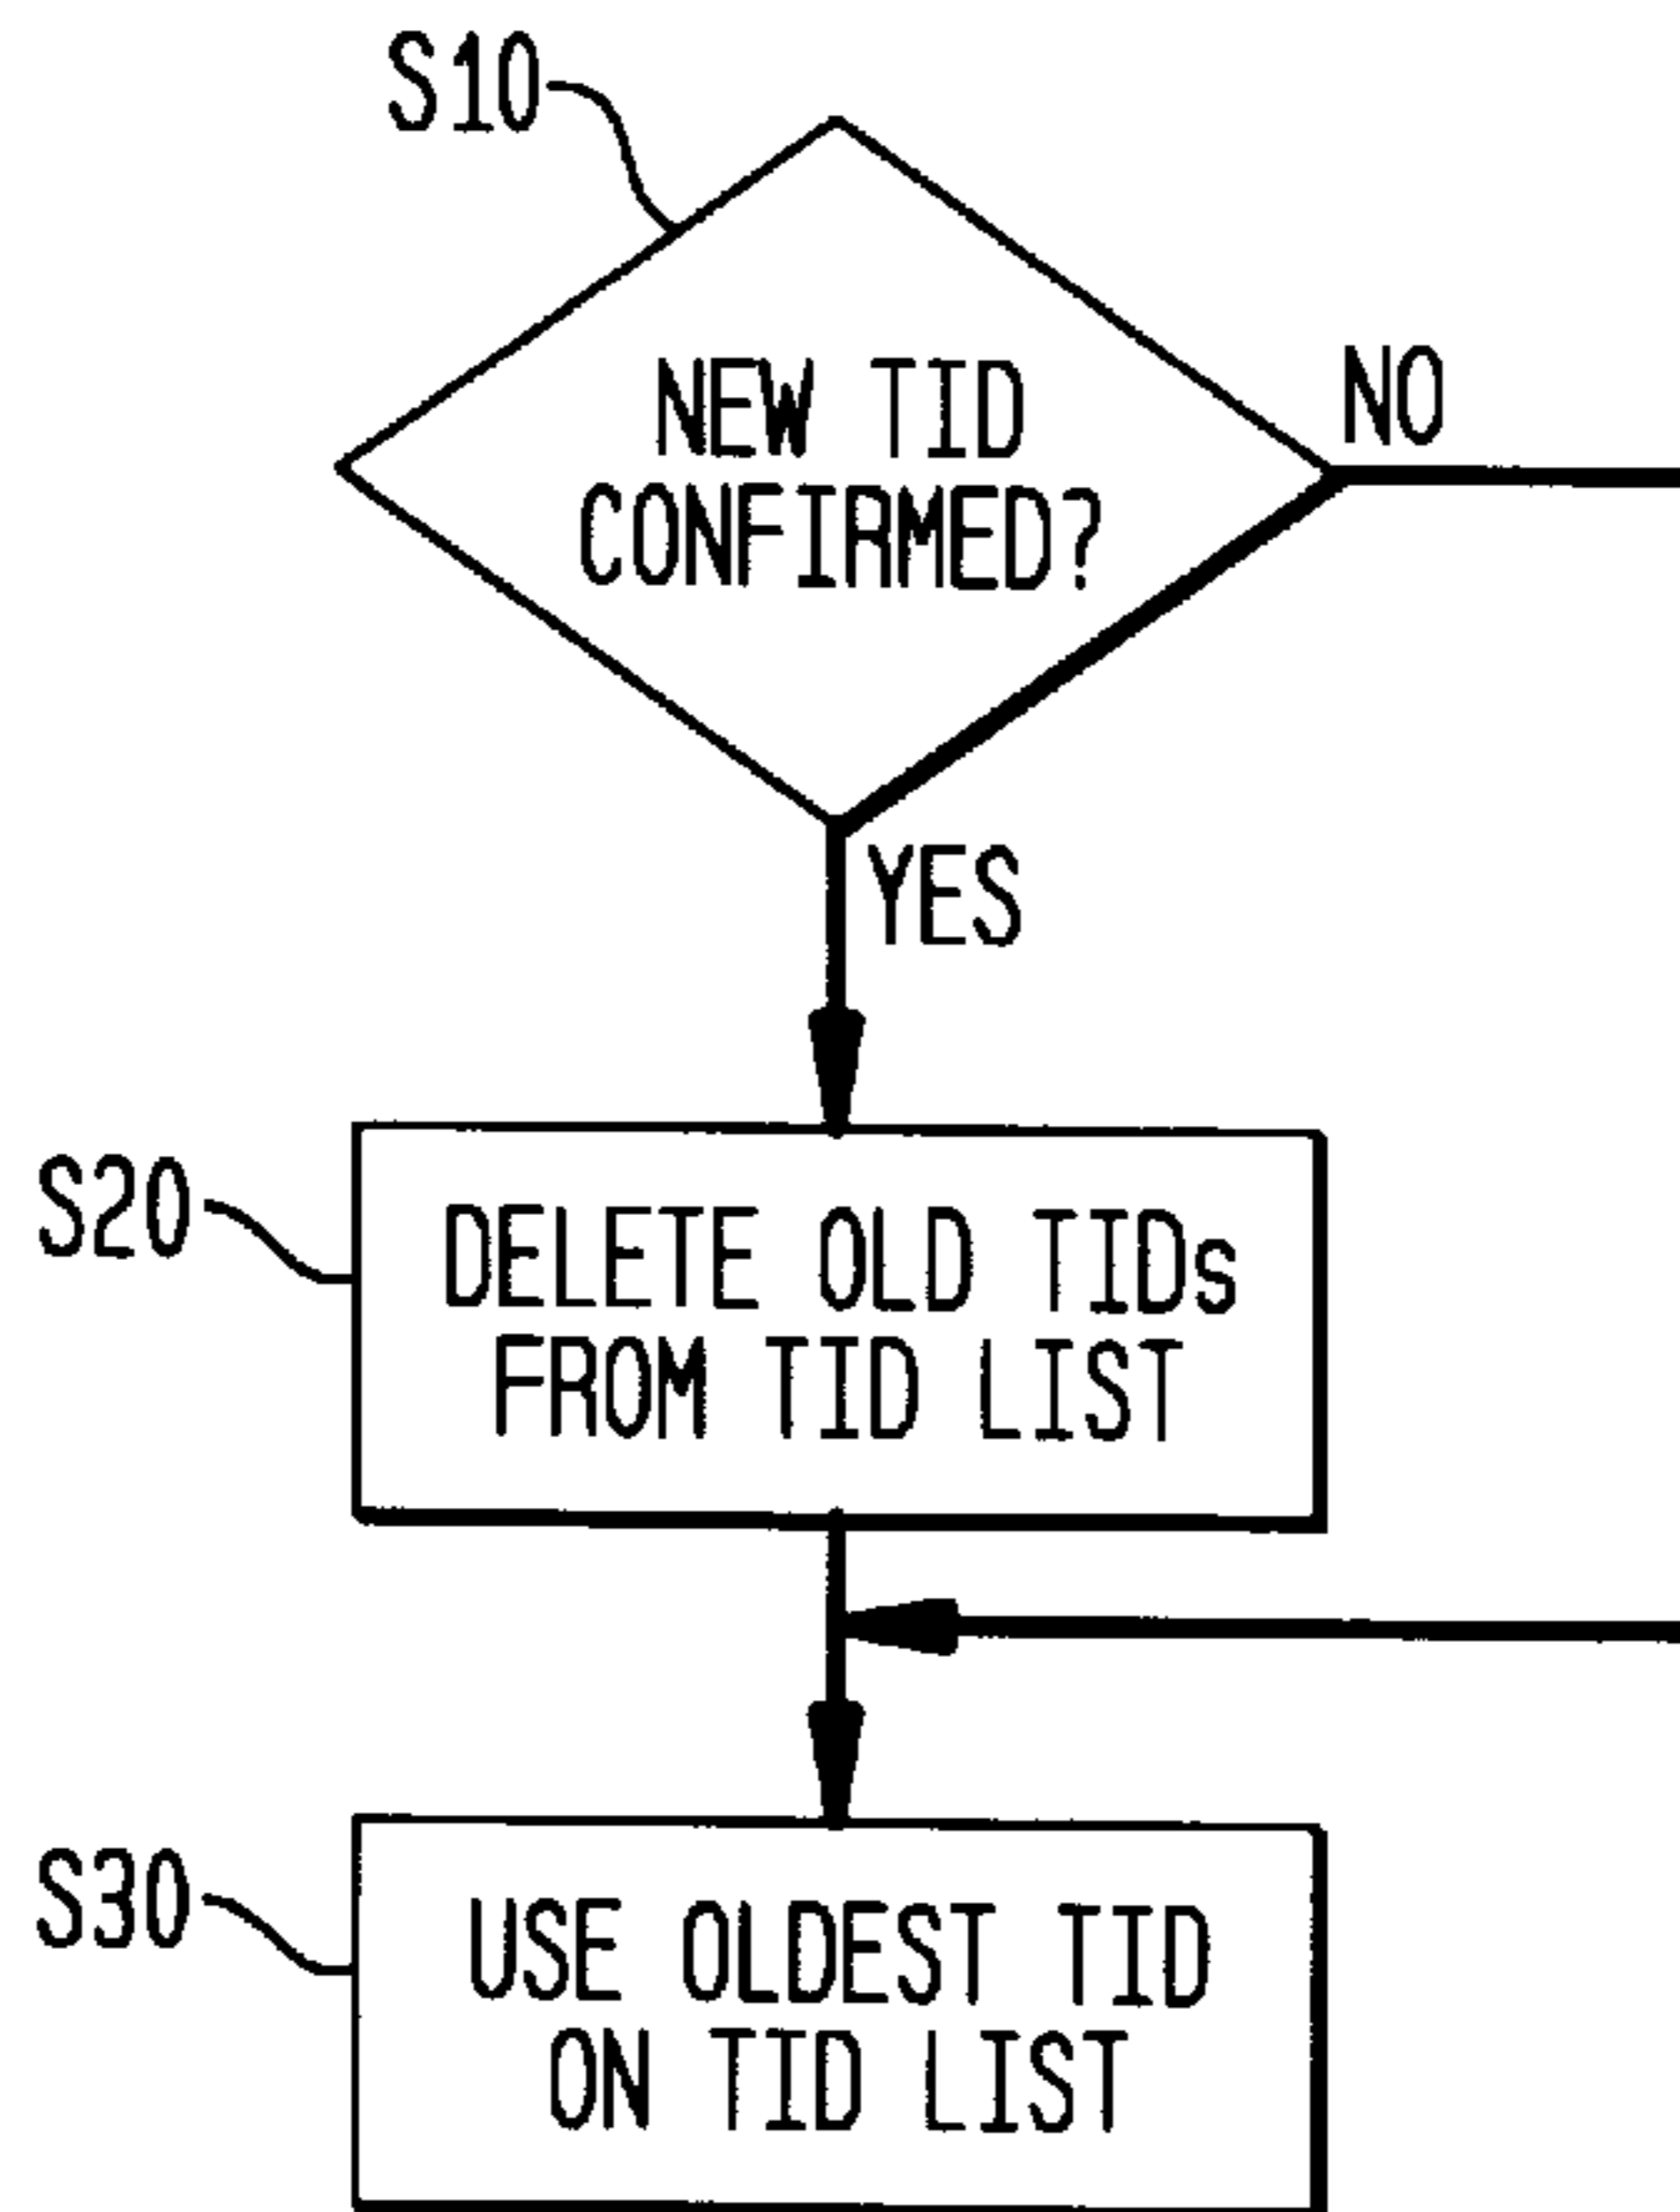 S10
NEW TID
CONFIRMED?
NO
YES
S20
DELETE OLD TIDs
FROM TID LIST
S30
USE OLDEST TID
ON TID LIST